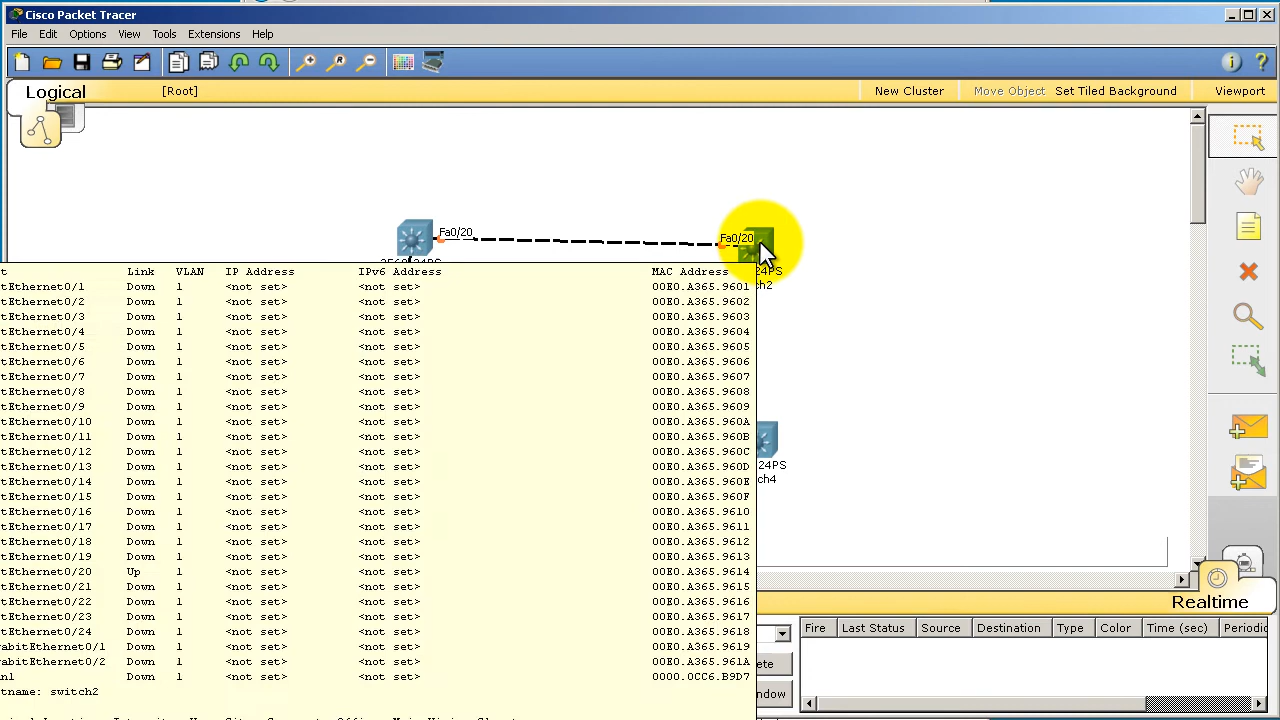 Cisco Packet Tracer
File Edit Options View Tools Extensions Help
Logical [Root] New Cluster Move Object Set Tiled Background Viewport
Fa0/20 Fa0/20
24PS
ch2
t Link VLAN IP Address IPv6 Address MAC Address
tEthernet0/1 Down 1 <not set> <not set> 00E0.A365.9601
tEthernet0/2 Down 1 <not set> <not set> 00E0.A365.9602
tEthernet0/3 Down 1 <not set> <not set> 00E0.A365.9603
tEthernet0/4 Down 1 <not set> <not set> 00E0.A365.9604
tEthernet0/5 Down 1 <not set> <not set> 00E0.A365.9605
tEthernet0/6 Down 1 <not set> <not set> 00E0.A365.9606
tEthernet0/7 Down 1 <not set> <not set> 00E0.A365.9607
tEthernet0/8 Down 1 <not set> <not set> 00E0.A365.9608
tEthernet0/9 Down 1 <not set> <not set> 00E0.A365.9609
tEthernet0/10 Down 1 <not set> <not set> 00E0.A365.960A
tEthernet0/11 Down 1 <not set> <not set> 00E0.A365.960B
tEthernet0/12 Down 1 <not set> <not set> 00E0.A365.960C
tEthernet0/13 Down 1 <not set> <not set> 00E0.A365.960D
tEthernet0/14 Down 1 <not set> <not set> 00E0.A365.960E
tEthernet0/15 Down 1 <not set> <not set> 00E0.A365.960F
tEthernet0/16 Down 1 <not set> <not set> 00E0.A365.9610
tEthernet0/17 Down 1 <not set> <not set> 00E0.A365.9611
tEthernet0/18 Down 1 <not set> <not set> 00E0.A365.9612
tEthernet0/19 Down 1 <not set> <not set> 00E0.A365.9613
tEthernet0/20 Up 1 <not set> <not set> 00E0.A365.9614
tEthernet0/21 Down 1 <not set> <not set> 00E0.A365.9615
tEthernet0/22 Down 1 <not set> <not set> 00E0.A365.9616
tEthernet0/23 Down 1 <not set> <not set> 00E0.A365.9617
tEthernet0/24 Down 1 <not set> <not set> 00E0.A365.9618
abitEthernet0/1 Down 1 <not set> <not set> 00E0.A365.9619
abitEthernet0/2 Down 1 <not set> <not set> 00E0.A365.961A
n1 Down 1 <not set> <not set> 0000.0CC6.B9D7
tname: switch2
24PS
ch4
Realtime
Fire Last Status Source Destination Type Color Time (sec) Periodic
ete
ndow